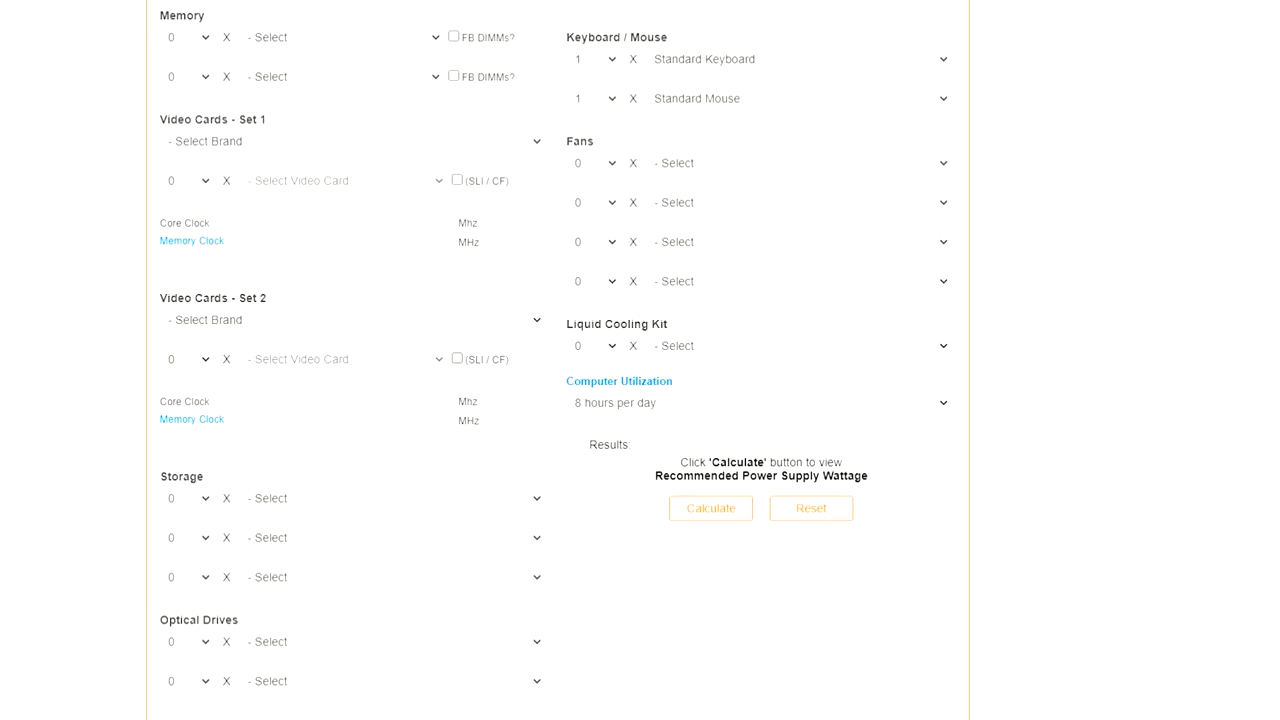 Memory
0 X - Select FB DIMMs?
0 X - Select FB DIMMs?
Video Cards - Set 1
- Select Brand
0 X - Select Video Card (SLI / CF)
Core Clock Mhz
Memory Clock MHz
Video Cards - Set 2
- Select Brand
0 X - Select Video Card (SLI / CF)
Core Clock Mhz
Memory Clock MHz
Storage
0 X - Select
0 X - Select
0 X - Select
Optical Drives
0 X - Select
0 X - Select
Keyboard / Mouse
1 X Standard Keyboard
1 X Standard Mouse
Fans
0 X - Select
0 X - Select
0 X - Select
0 X - Select
Liquid Cooling Kit
0 X - Select
Computer Utilization
8 hours per day
Results:
Click 'Calculate' button to view
Recommended Power Supply Wattage
Calculate Reset